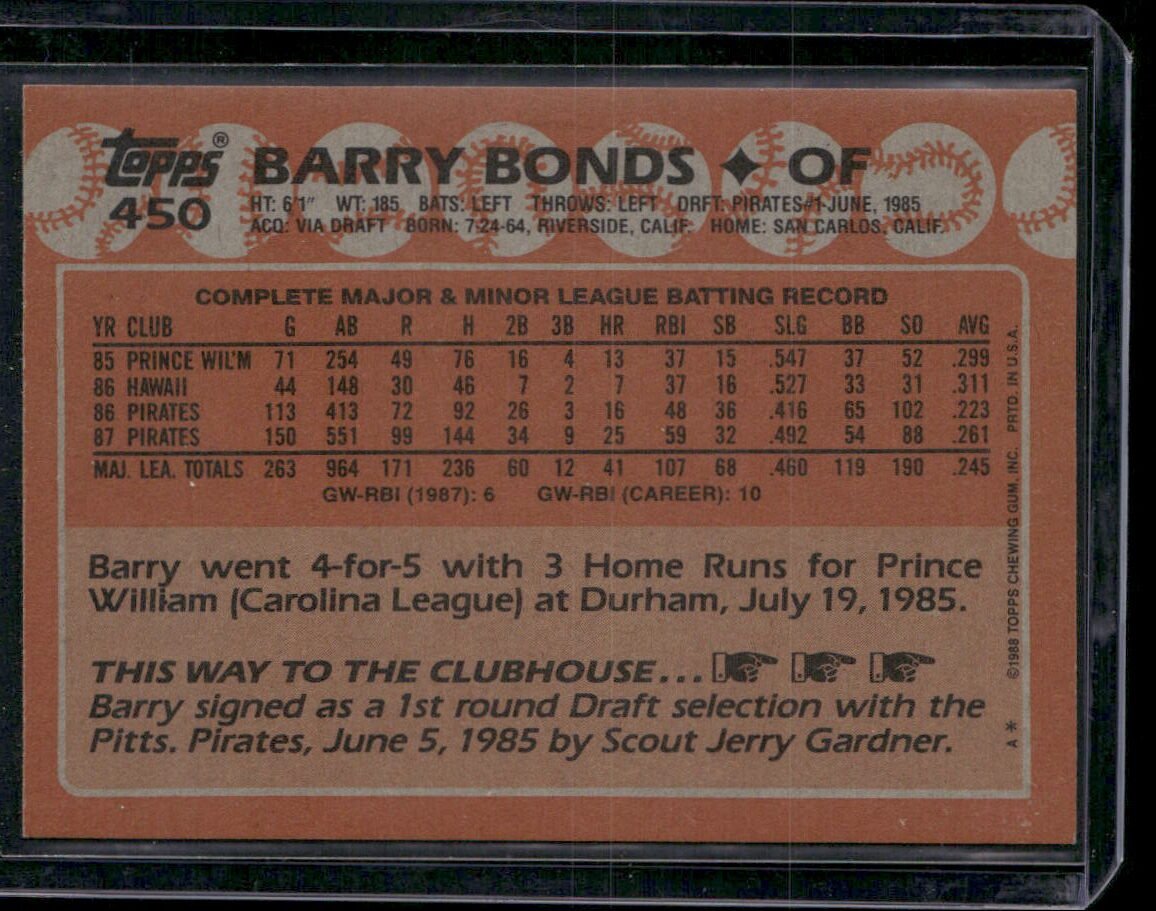 topps® BARRY BONDS ✦ OF
450 HT: 6'1" WT: 185 BATS: LEFT THROWS: LEFT DRFT: PIRATES#1-JUNE, 1985
ACQ: VIA DRAFT BORN: 7-24-64, RIVERSIDE, CALIF. HOME: SAN CARLOS, CALIF.
COMPLETE MAJOR & MINOR LEAGUE BATTING RECORD
YR CLUB G AB R H 2B 3B HR RBI SB SLG BB SO AVG
85 PRINCE WIL'M 71 254 49 76 16 4 13 37 15 .547 37 52 .299
86 HAWAII 44 148 30 46 7 2 7 37 16 .527 33 31 .311
86 PIRATES 113 413 72 92 26 3 16 48 36 .416 65 102 .223
87 PIRATES 150 551 99 144 34 9 25 59 32 .492 54 88 .261
MAJ. LEA. TOTALS 263 964 171 236 60 12 41 107 68 .460 119 190 .245
GW-RBI (1987): 6 GW-RBI (CAREER): 10
Barry went 4-for-5 with 3 Home Runs for Prince
William (Carolina League) at Durham, July 19, 1985.
THIS WAY TO THE CLUBHOUSE...
Barry signed as a 1st round Draft selection with the
Pitts. Pirates, June 5, 1985 by Scout Jerry Gardner.
A * ©1988 TOPPS CHEWING GUM, INC. PRTD. IN U.S.A.